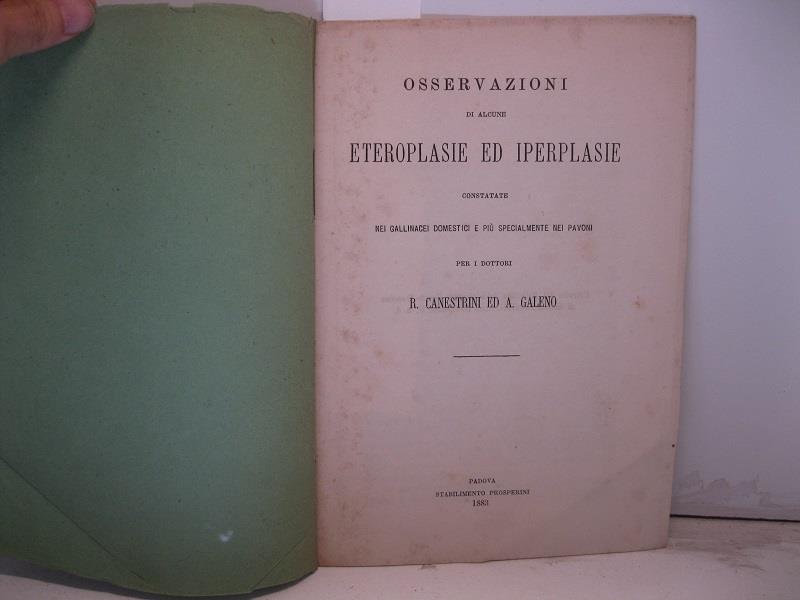 OSSERVAZIONI
DI ALCUNE
ETEROPLASIE ED IPERPLASIE
CONSTATATE
NEI GALLINACEI DOMESTICI E PIÙ SPECIALMENTE NEI PAVONI
PER I DOTTORI
R. CANESTRINI ED A. GALENO
PADOVA
STABILIMENTO PROSPERINI
1883